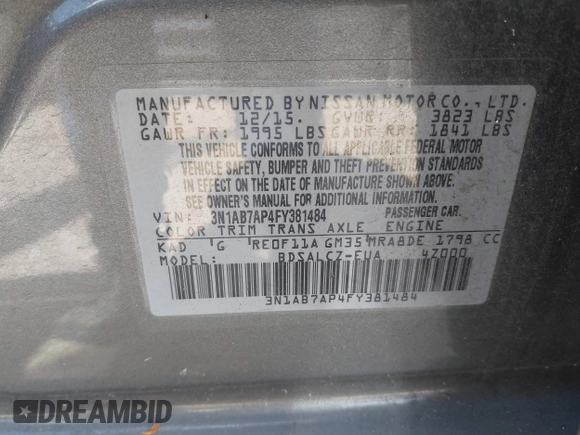 MANUFACTURED BY NISSAN MOTOR CO., LTD.
DATE: 12/15. GVWR: 3823 LBS
GAWR FR: 1995 LBS GAWR RR: 1841 LBS
THIS VEHICLE CONFORMS TO ALL APPLICABLE FEDERAL MOTOR
VEHICLE SAFETY, BUMPER AND THEFT PREVENTION STANDARDS
IN EFFECT ON THE DATE OF MANUFACTURE SHOWN ABOVE.
SEE OWNER'S MANUAL FOR ADDITIONAL INFORMATION.
VIN: 3N1AB7AP4FY381484 PASSENGER CAR.
COLOR TRIM TRANS AXLE ENGINE
KAD G RE0F11A GM35 MRA8DE 1798 CC
MODEL: BDSALCZ-EUA 4Z000
3N1AB7AP4FY381484
DREAMBID